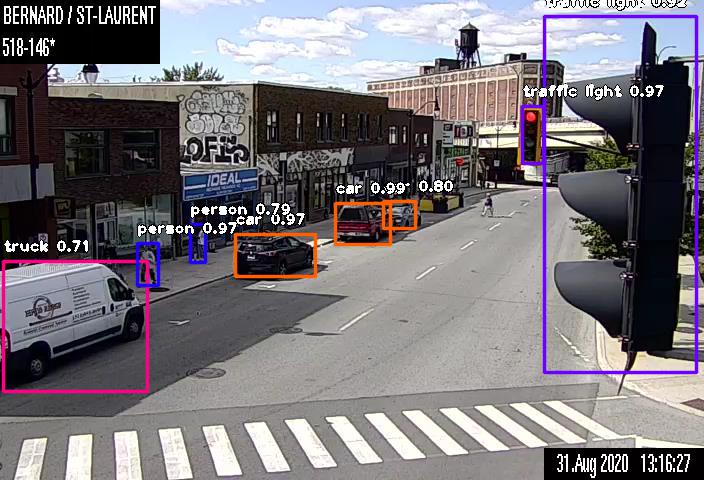 BERNARD / ST-LAURENT
518-146*
traffic light 0.92
traffic light 0.97
IDEAL
car 0.99
0.80
person 0.79
person 0.97
car 0.97
truck 0.71
31.Aug 2020 13:16:27